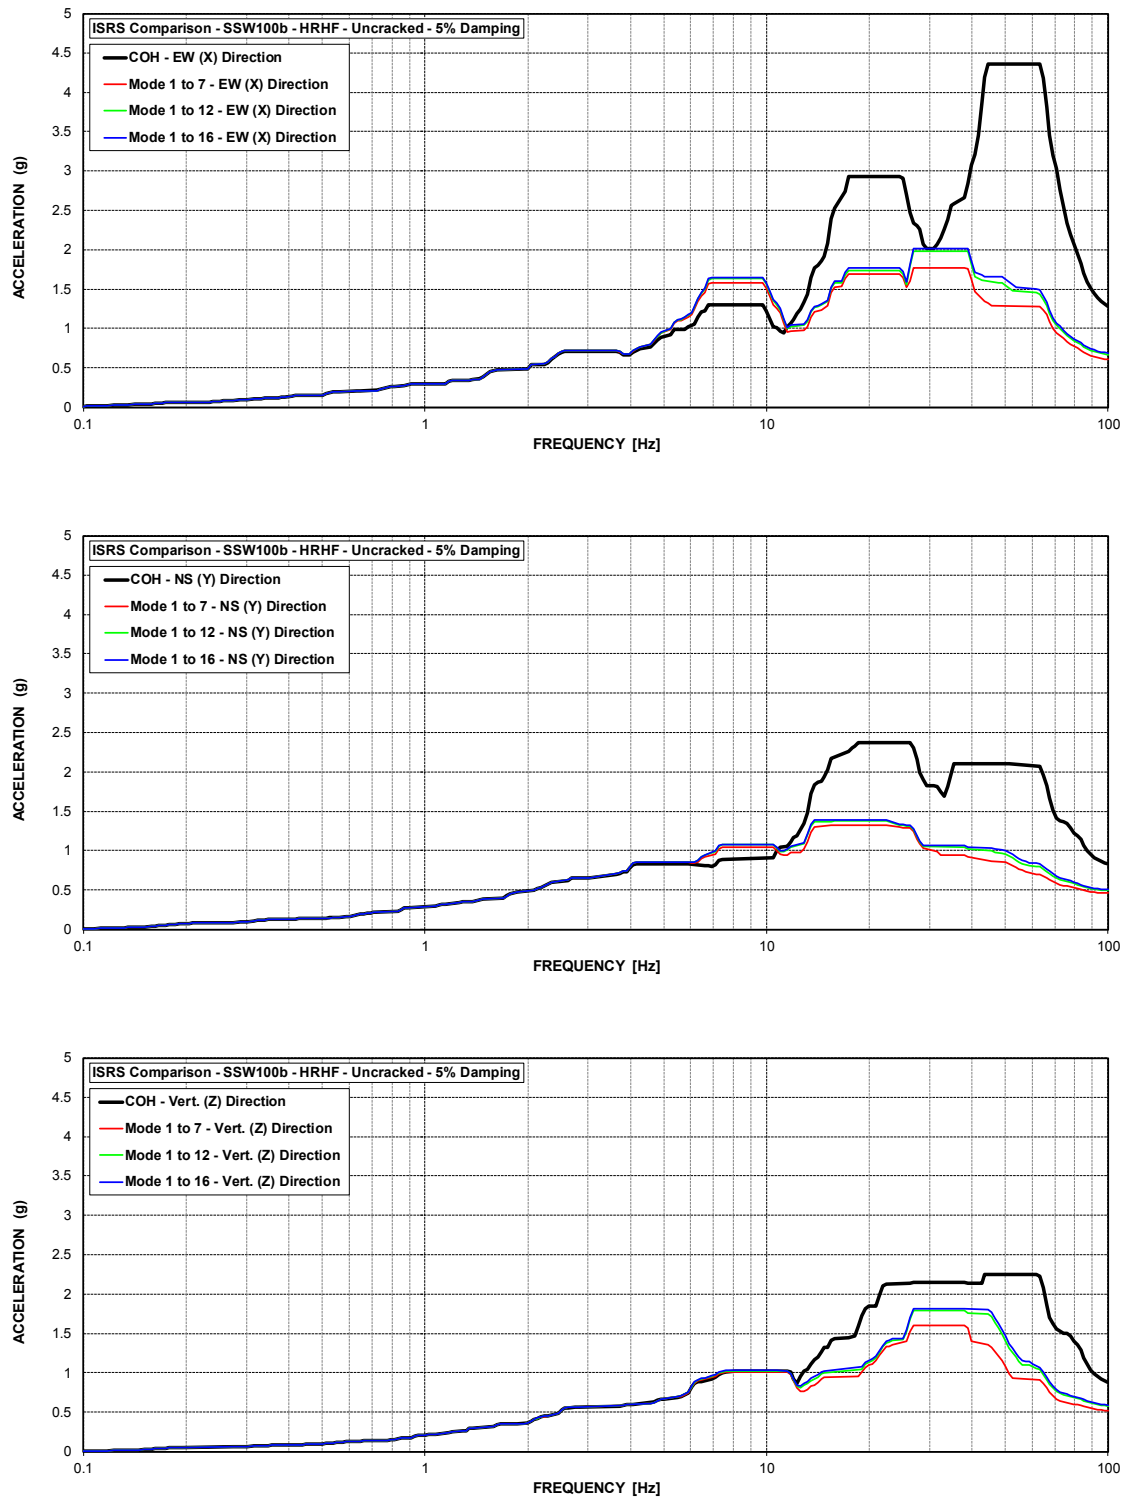 ISRS Comparison - SSW100b - HRHF - Uncracked - 5% Damping
COH - EW (X) Direction
Mode 1 to 7 - EW (X) Direction
Mode 1 to 12 - EW (X) Direction
Mode 1 to 16 - EW (X) Direction
ACCELERATION (g)
5
4.5
4
3.5
3
2.5
2
1.5
1
0.5
0
0.1
1
10
100
FREQUENCY [Hz]
ISRS Comparison - SSW100b - HRHF - Uncracked - 5% Damping
COH - NS (Y) Direction
Mode 1 to 7 - NS (Y) Direction
Mode 1 to 12 - NS (Y) Direction
Mode 1 to 16 - NS (Y) Direction
ACCELERATION (g)
5
4.5
4
3.5
3
2.5
2
1.5
1
0.5
0
0.1
1
10
100
FREQUENCY [Hz]
ISRS Comparison - SSW100b - HRHF - Uncracked - 5% Damping
COH - Vert. (Z) Direction
Mode 1 to 7 - Vert. (Z) Direction
Mode 1 to 12 - Vert. (Z) Direction
Mode 1 to 16 - Vert. (Z) Direction
ACCELERATION (g)
5
4.5
4
3.5
3
2.5
2
1.5
1
0.5
0
0.1
1
10
100
FREQUENCY [Hz]